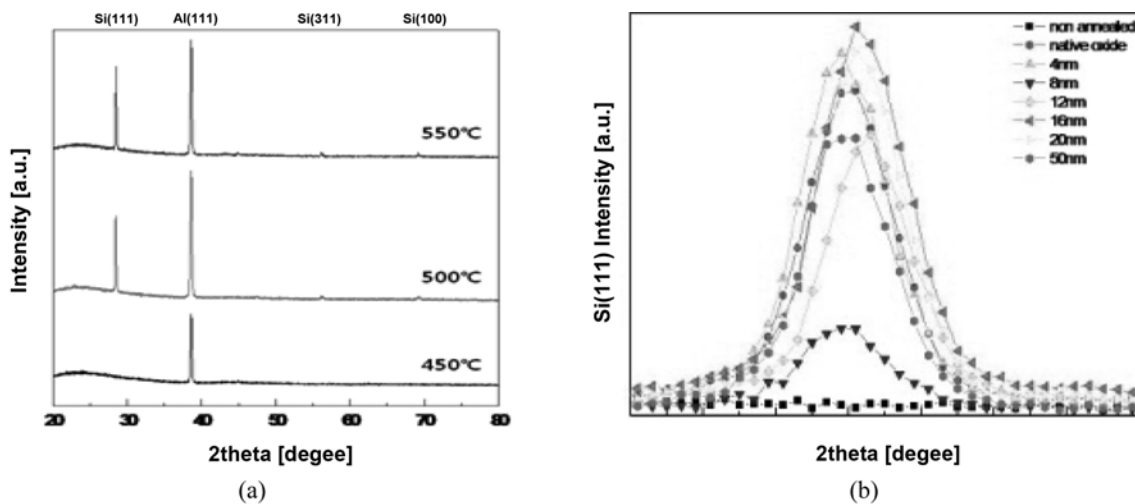 Si(111) Al(111) Si(311) Si(100)
550°C
500°C
450°C
Intensity [a.u.]
20 30 40 50 60 70 80
2theta [degee]
(a)
non annealed
native oxide
4nm
8nm
12nm
16nm
20nm
50nm
Si(111) Intensity [a.u.]
2theta [degee]
(b)